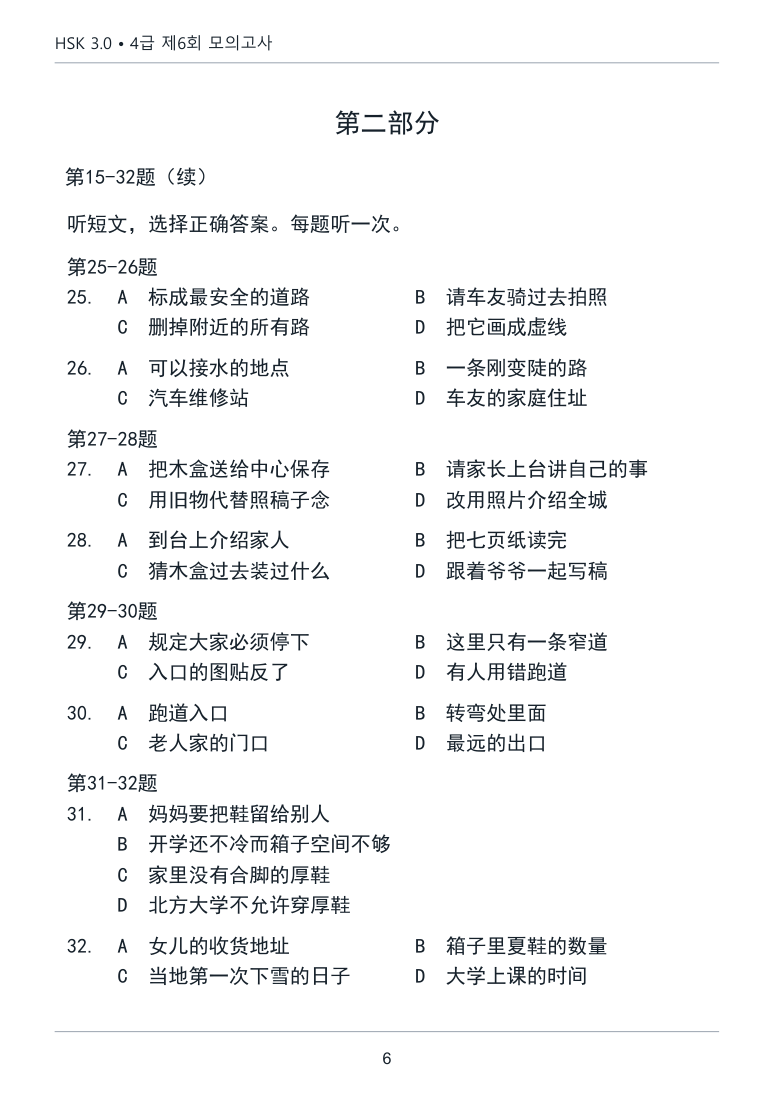 HSK 3.0 • 4급 제6회 모의고사
第二部分
第15-32题（续）
听短文，选择正确答案。每题听一次。
第25-26题
25. A 标成最安全的道路 B 请车友骑过去拍照
C 删掉附近的所有路 D 把它画成虚线
26. A 可以接水的地点 B 一条刚变陡的路
C 汽车维修站 D 车友的家庭住址
第27-28题
27. A 把木盒送给中心保存 B 请家长上台讲自己的事
C 用旧物代替照稿子念 D 改用照片介绍全城
28. A 到台上介绍家人 B 把七页纸读完
C 猜木盒过去装过什么 D 跟着爷爷一起写稿
第29-30题
29. A 规定大家必须停下 B 这里只有一条窄道
C 入口的图贴反了 D 有人用错跑道
30. A 跑道入口 B 转弯处里面
C 老人家的门口 D 最远的出口
第31-32题
31. A 妈妈要把鞋留给别人
B 开学还不冷而箱子空间不够
C 家里没有合脚的厚鞋
D 北方大学不允许穿厚鞋
32. A 女儿的收货地址 B 箱子里夏鞋的数量
C 当地第一次下雪的日子 D 大学上课的时间
6